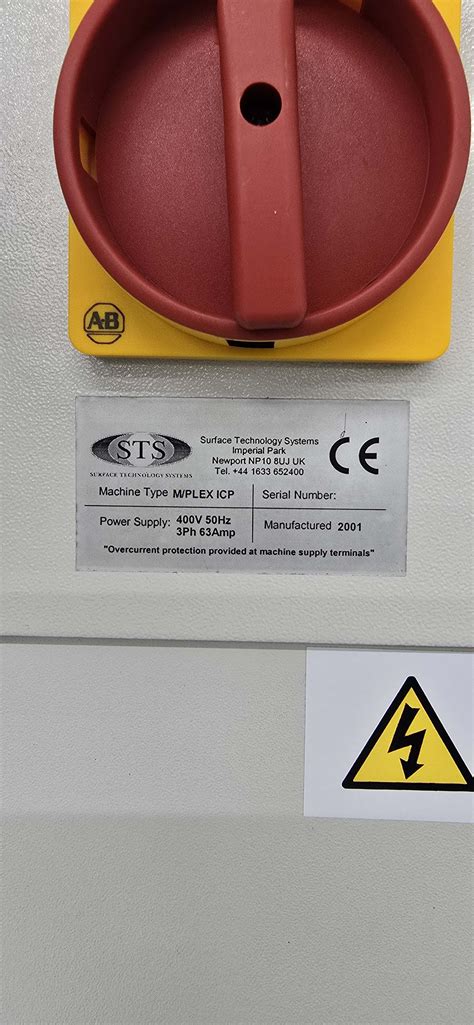 A-B
STS
SURFACE TECHNOLOGY SYSTEMS
Surface Technology Systems
Imperial Park
Newport NP10 8UJ UK
Tel. +44 1633 652400
CE
Machine Type M/PLEX ICP
Serial Number:
Power Supply: 400V 50Hz
3Ph 63Amp
Manufactured 2001
"Overcurrent protection provided at machine supply terminals"